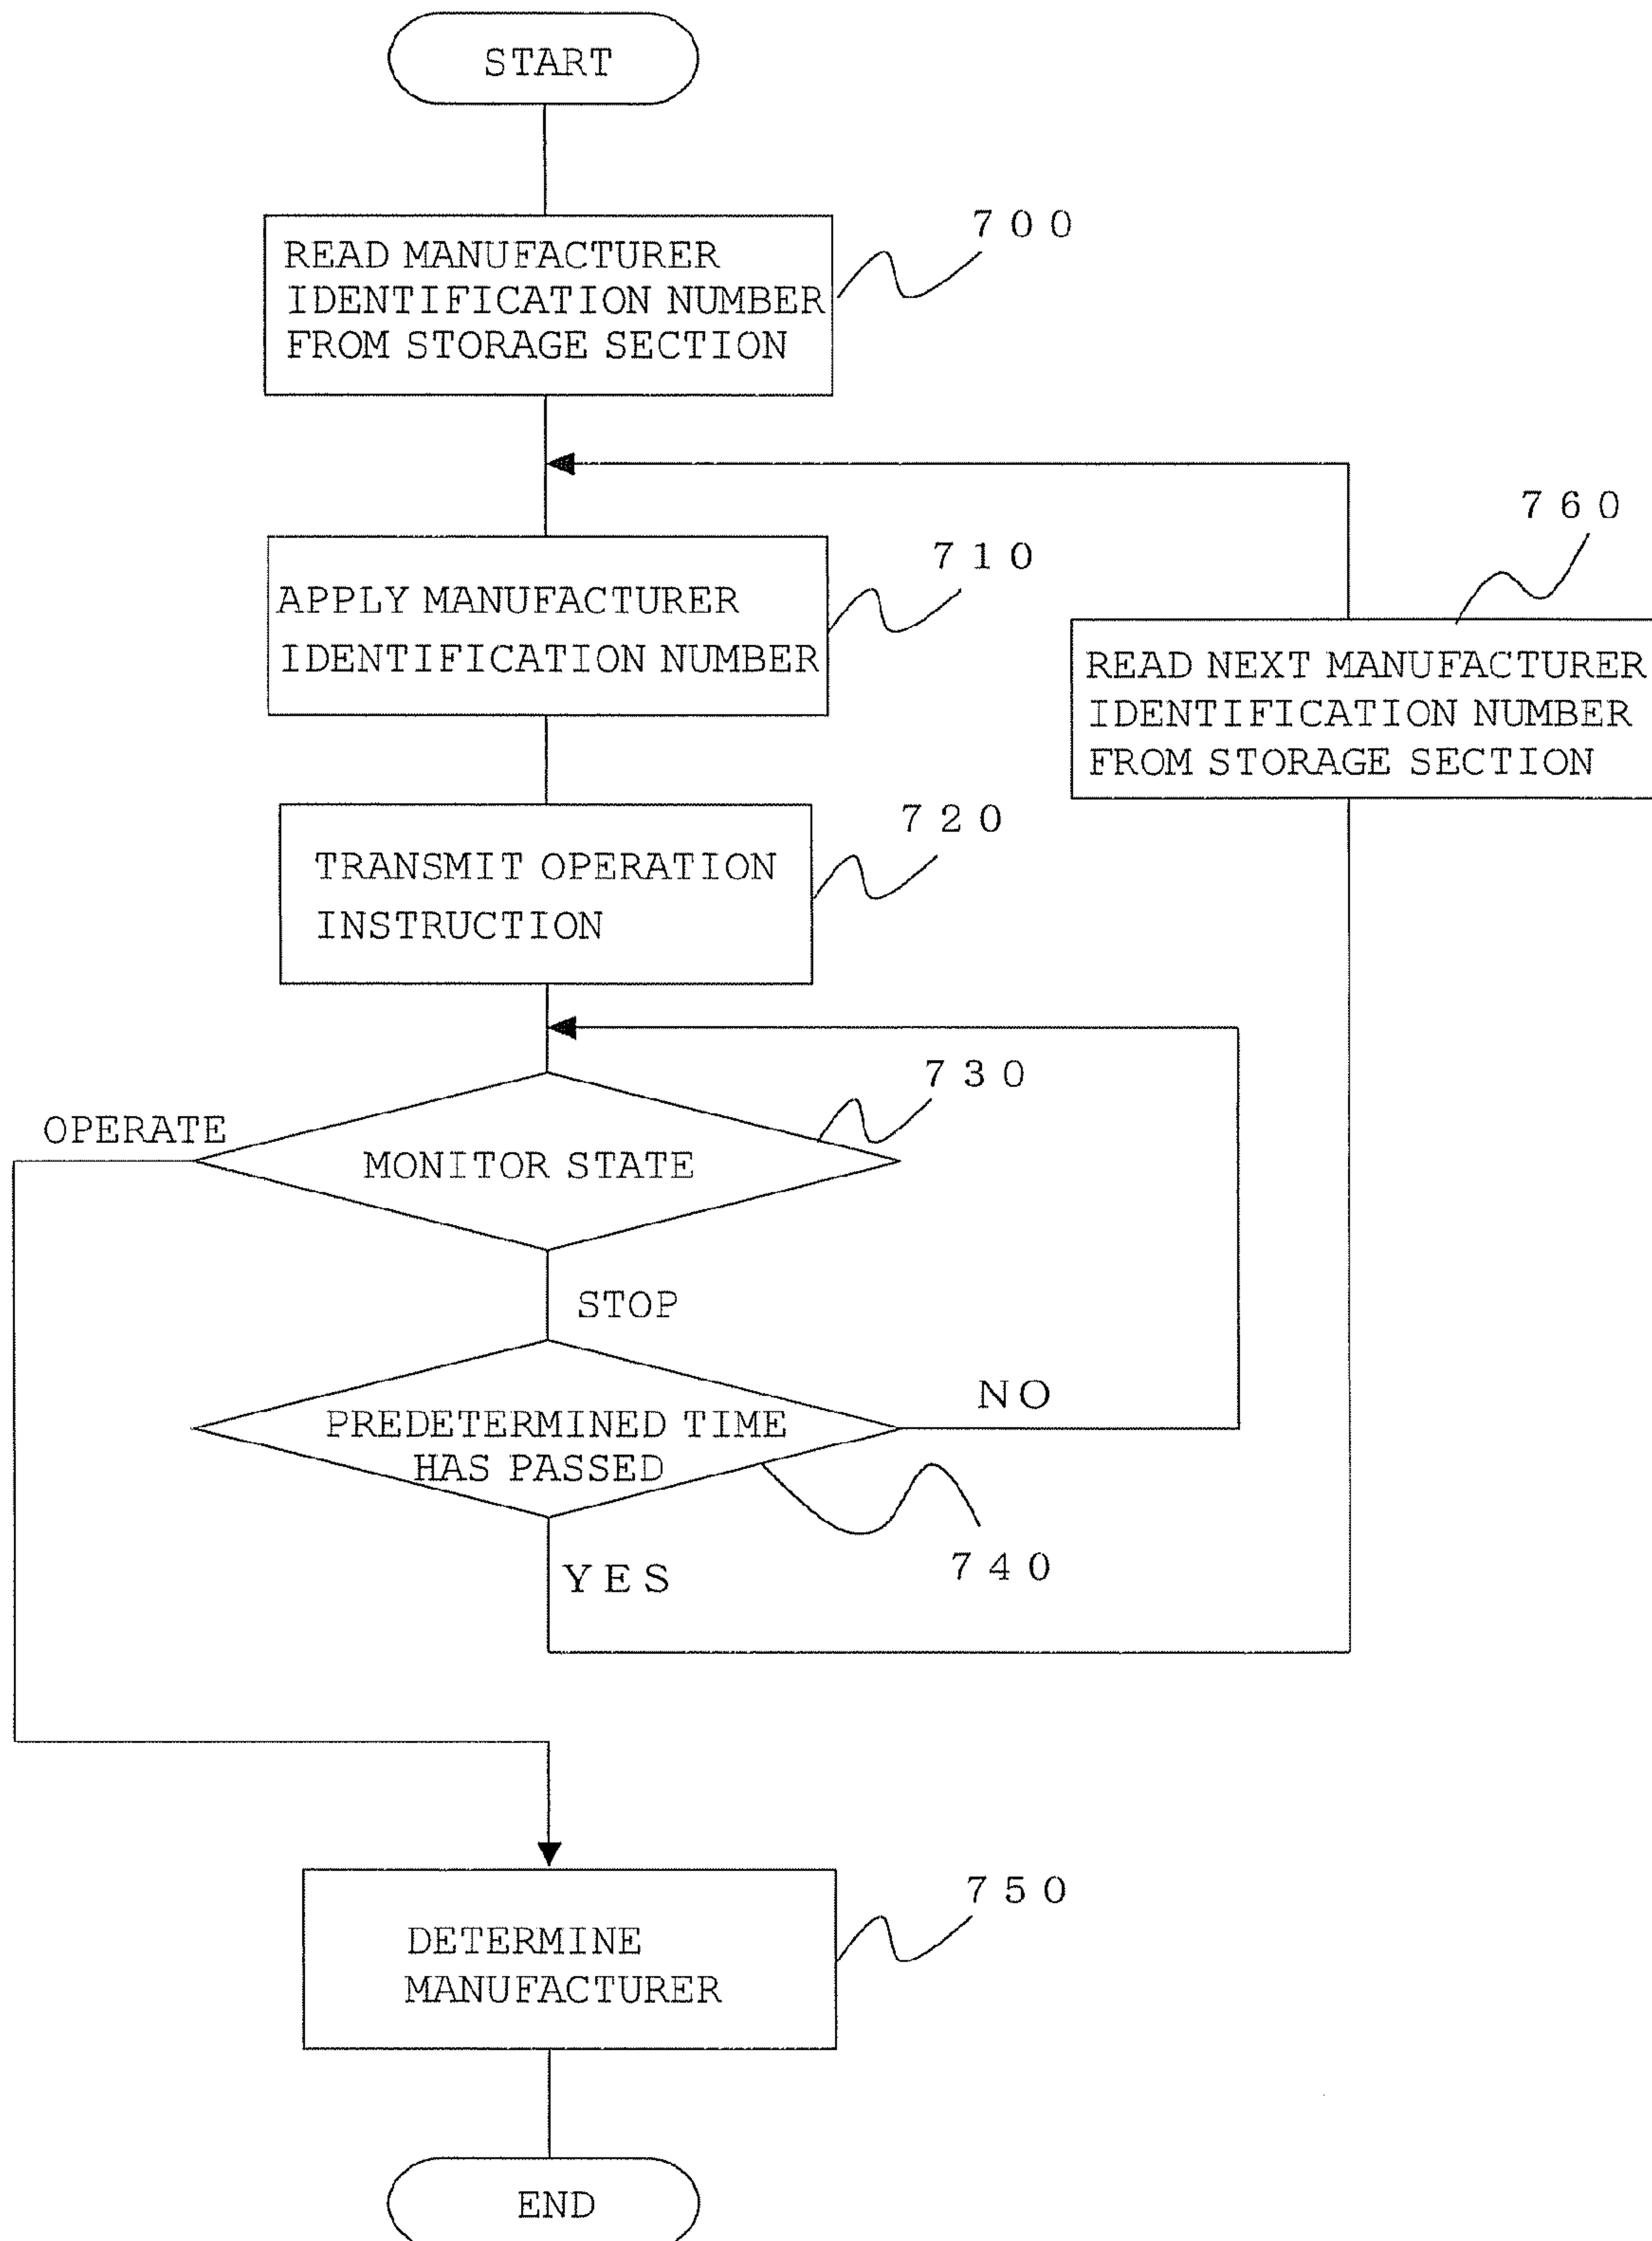 START
700
READ MANUFACTURER
IDENTIFICATION NUMBER
FROM STORAGE SECTION
760
710
APPLY MANUFACTURER
IDENTIFICATION NUMBER
READ NEXT MANUFACTURER
IDENTIFICATION NUMBER
FROM STORAGE SECTION
720
TRANSMIT OPERATION
INSTRUCTION
730
OPERATE
MONITOR STATE
STOP
NO
PREDETERMINED TIME
HAS PASSED
740
YES
750
DETERMINE
MANUFACTURER
END